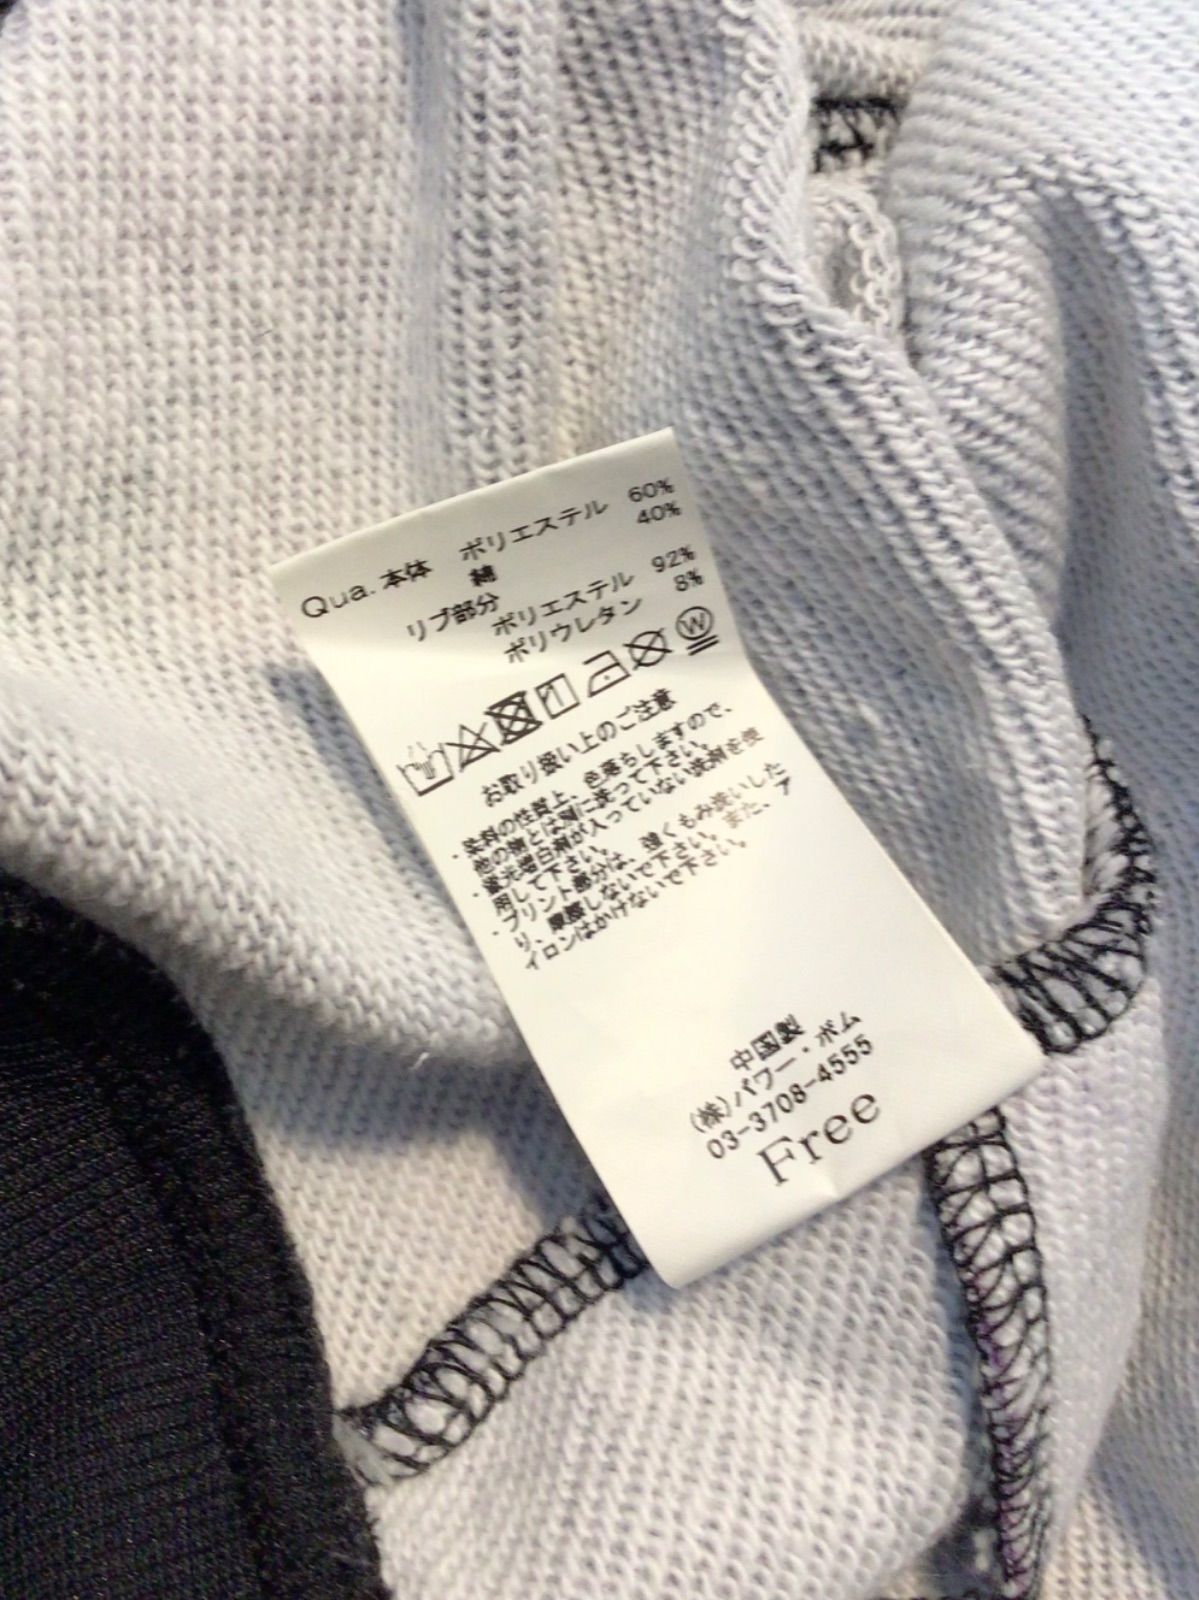 Qua. 本体 ポリエステル 60%
綿 40%
リブ部分
ポリエステル 92%
ポリウレタン 8%
W
お取り扱い上のご注意
・染料の性質上、色落ちしますので、
他の物とは別に洗って下さい。
・蛍光増白剤が入っていない洗剤を使
用して下さい。
・プリント部分は、強くもみ洗いした
り、摩擦しないで下さい。また、ア
イロンはかけないで下さい。
中国製
(株)パワー・ボム
03-3708-4555
Free